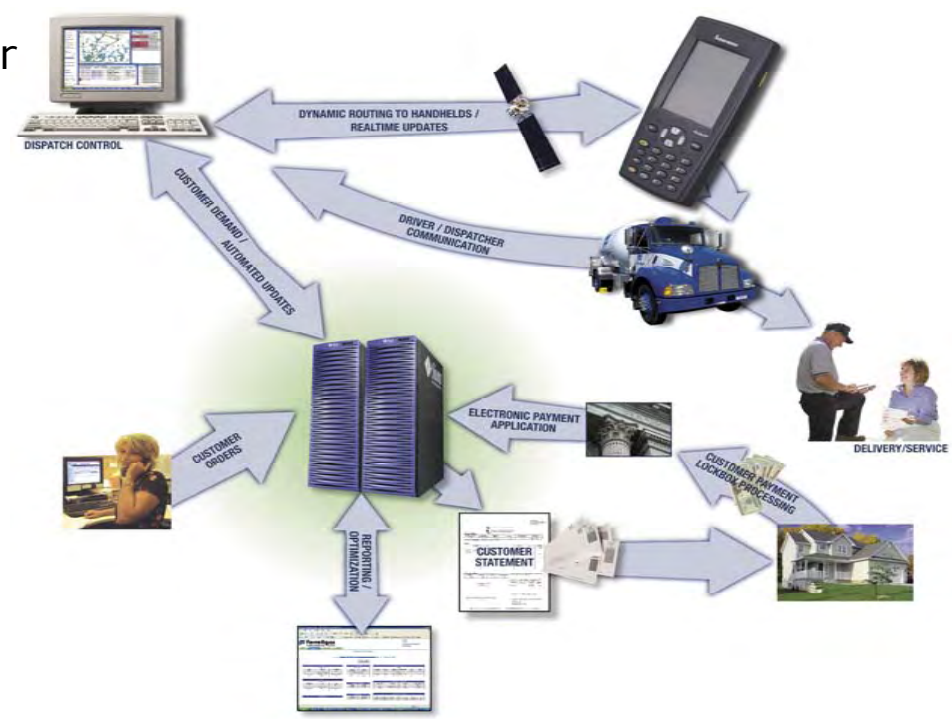 r
DISPATCH CONTROL
DYNAMIC ROUTING TO HANDHELDS /
REALTIME UPDATES
DRIVER / DISPATCHER
COMMUNICATION
CUSTOMER DEMAND /
AUTOMATED UPDATES
DELIVERY/SERVICE
CUSTOMER
ORDERS
ELECTRONIC PAYMENT
APPLICATION
CUSTOMER PAYMENT
LOCKBOX PROCESSING
REPORTING /
OPTIMIZATION
CUSTOMER
STATEMENT